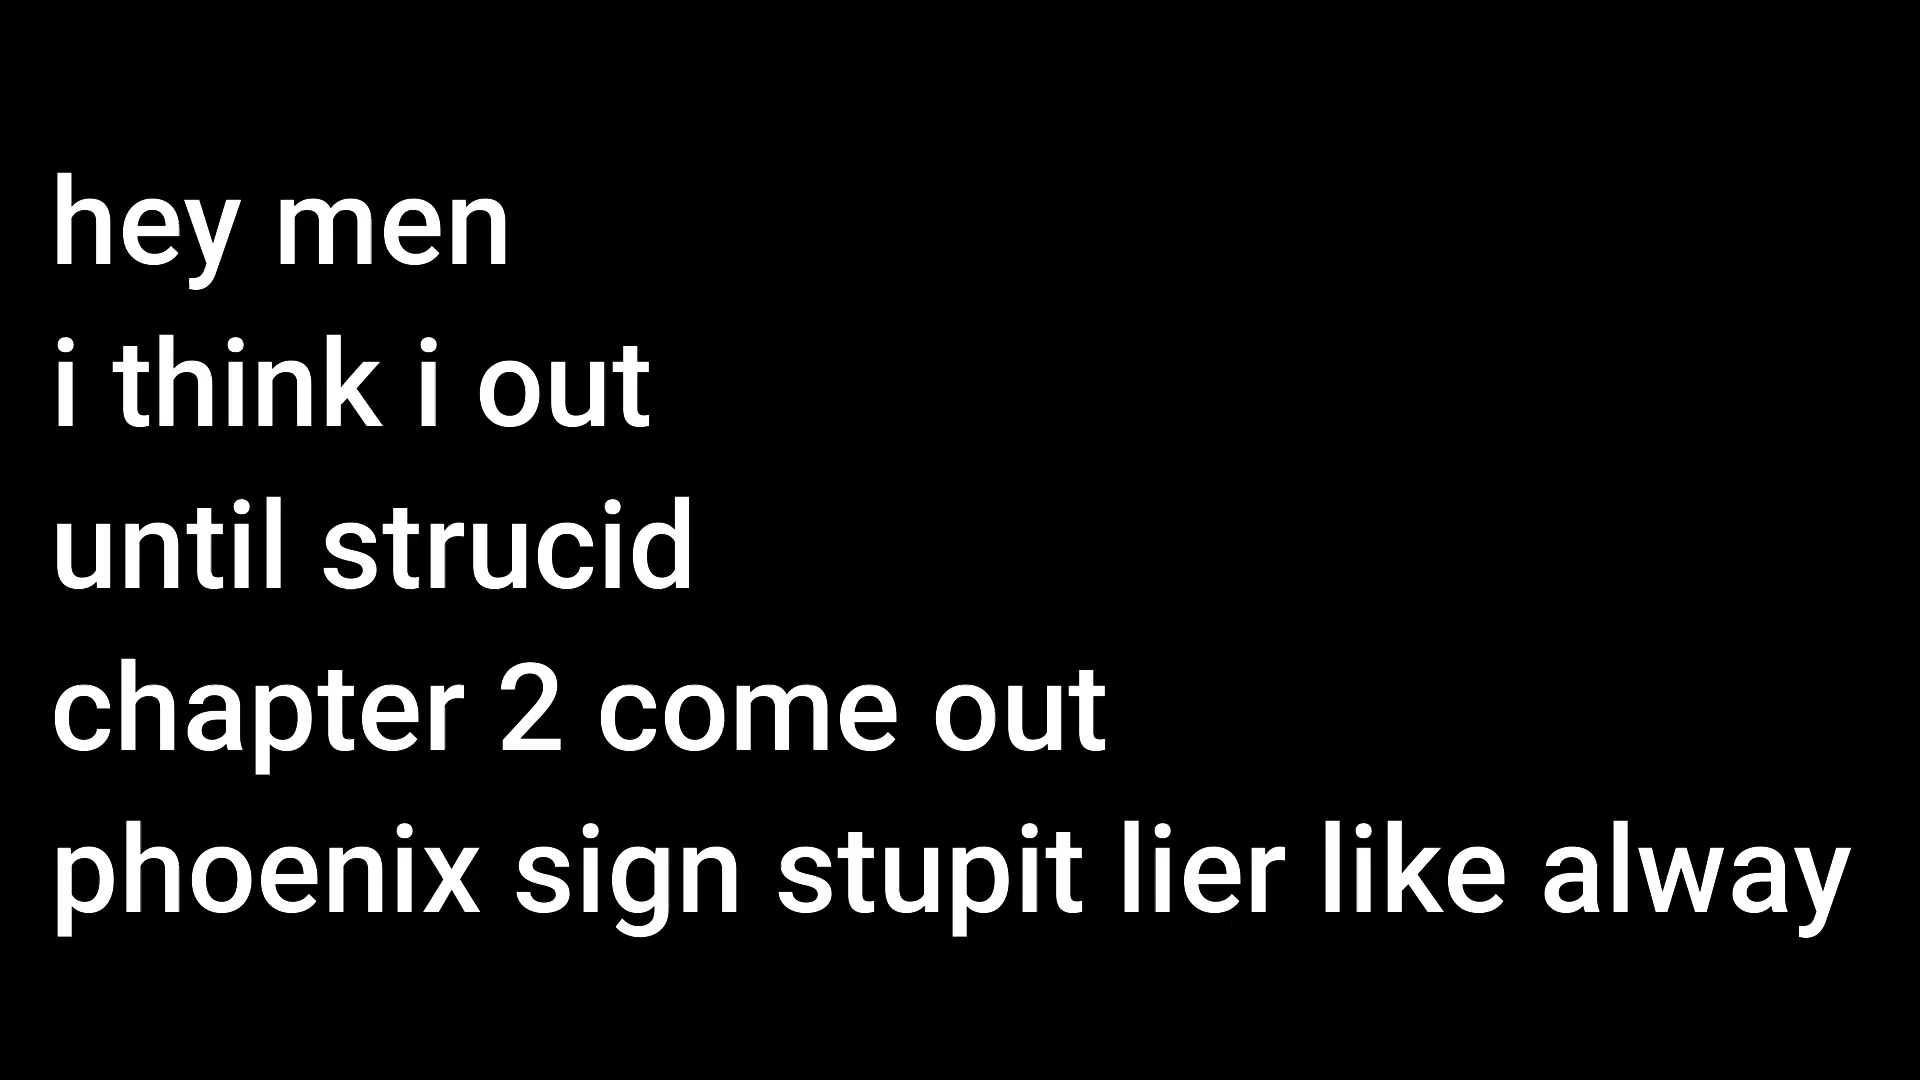 hey men
i think i out
until strucid
chapter 2 come out
phoenix sign stupit lier like alway